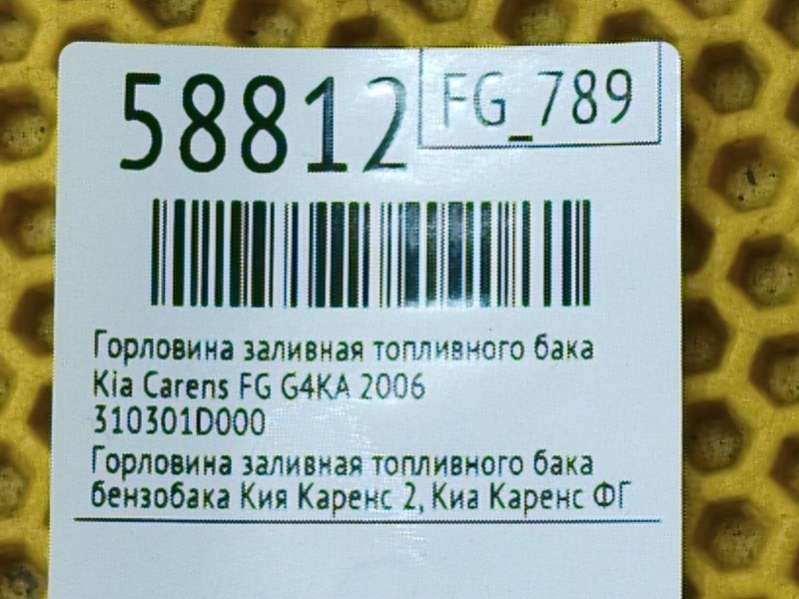 58812 FG_789
Горловина заливная топливного бака
Kia Carens FG G4KA 2006
310301D000
Горловина заливная топливного бака
бензобака Кия Каренс 2, Киа Каренс ФГ